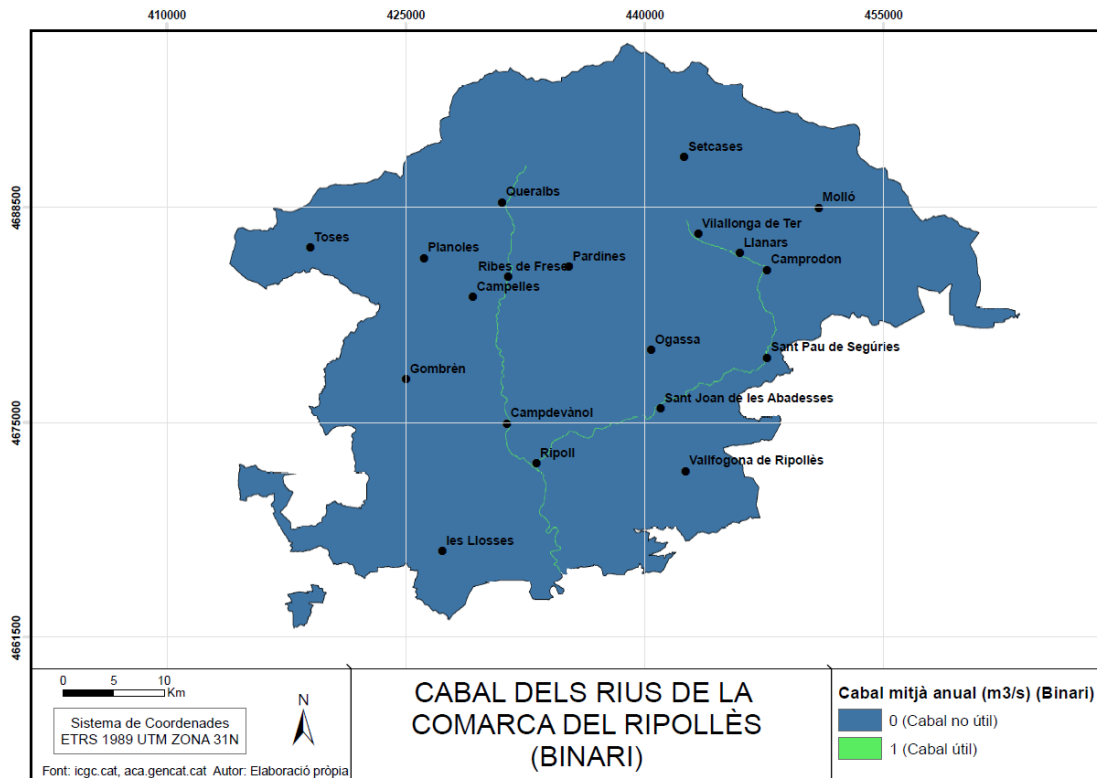 410000
425000
440000
455000
4688500
4675000
4661500
Setcases
Queralbs
Molló
Vilallonga de Ter
Toses
Llanars
Planoles
Pardines
Camprodon
Ribes de Frese
Campelles
Ogassa
Sant Pau de Segúries
Gombrèn
Sant Joan de les Abadesses
Campdevànol
Ripoll
Vallfogona de Ripollès
les Llosses
0 5 10
Km
N
Sistema de Coordenades
ETRS 1989 UTM ZONA 31N
Font: icgc.cat, aca.gencat.cat Autor: Elaboració pròpia
CABAL DELS RIUS DE LA
COMARCA DEL RIPOLLÈS
(BINARI)
Cabal mitjà anual (m3/s) (Binari)
0 (Cabal no útil)
1 (Cabal útil)